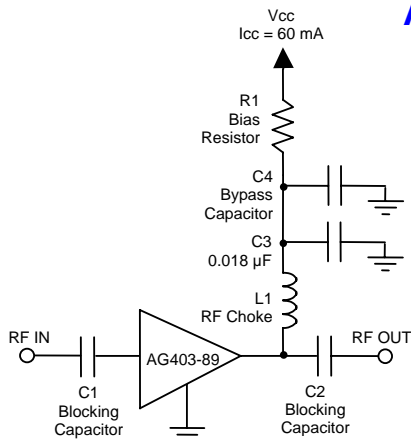 Vcc
Icc = 60 mA
R1
Bias
Resistor
C4
Bypass
Capacitor
C3
0.018 µF
L1
RF Choke
RF IN
AG403-89
RF OUT
C1
Blocking
Capacitor
C2
Blocking
Capacitor